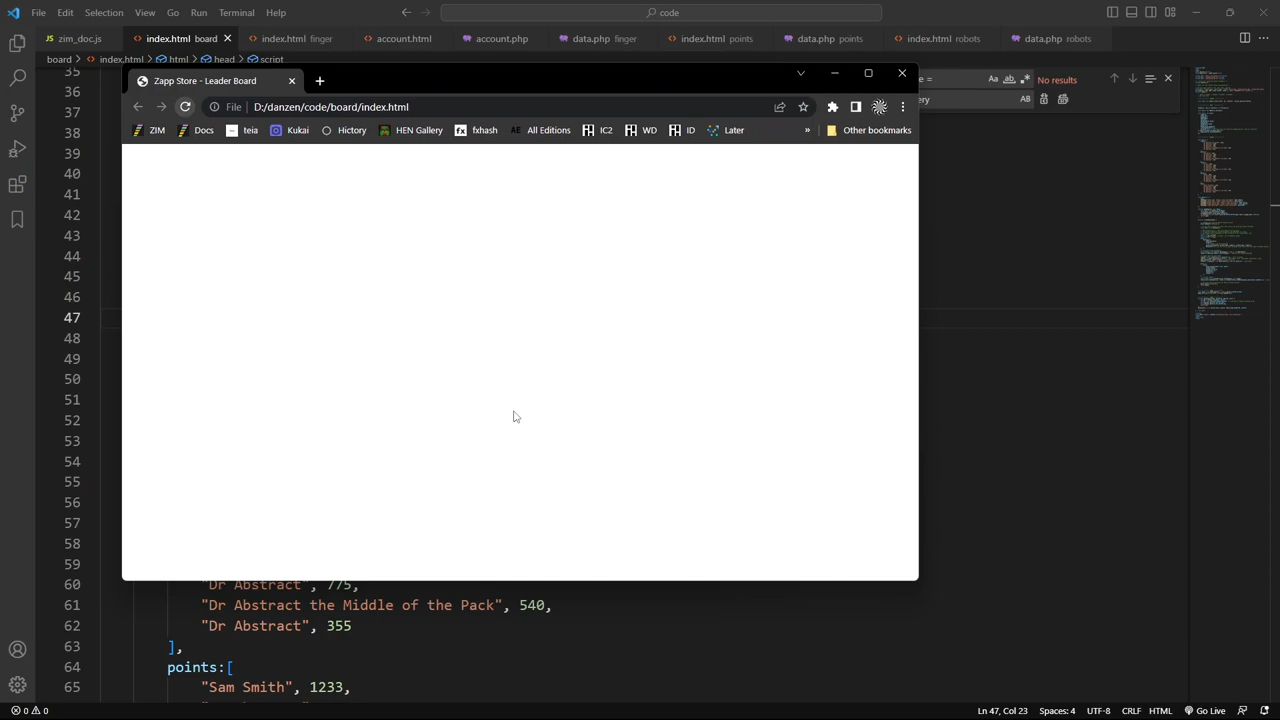 File Edit Selection View Go Run Terminal Help
code
zim_doc.js index.html board index.html finger account.html account.php data.php finger index.html points data.php points index.html robots data.php robots
board > index.html > html > head > script
Zapp Store - Leader Board
File D:/danzen/code/board/index.html
ZIM Docs teia Kukai Hictory HEN Gallery fxhash All Editions IC2 WD ID Later » Other bookmarks
Aa ab .* No results
AB
35
36
37
38
39
40
41
42
43
44
45
46
47
48
49
50
51
52
53
54
55
56
57
58
59
60 "Dr Abstract", 775,
61 "Dr Abstract the Middle of the Pack", 540,
62 "Dr Abstract", 355
63 ],
64 points:[
65 "Sam Smith", 1233,
0 0 Ln 47, Col 23 Spaces: 4 UTF-8 CRLF HTML Go Live